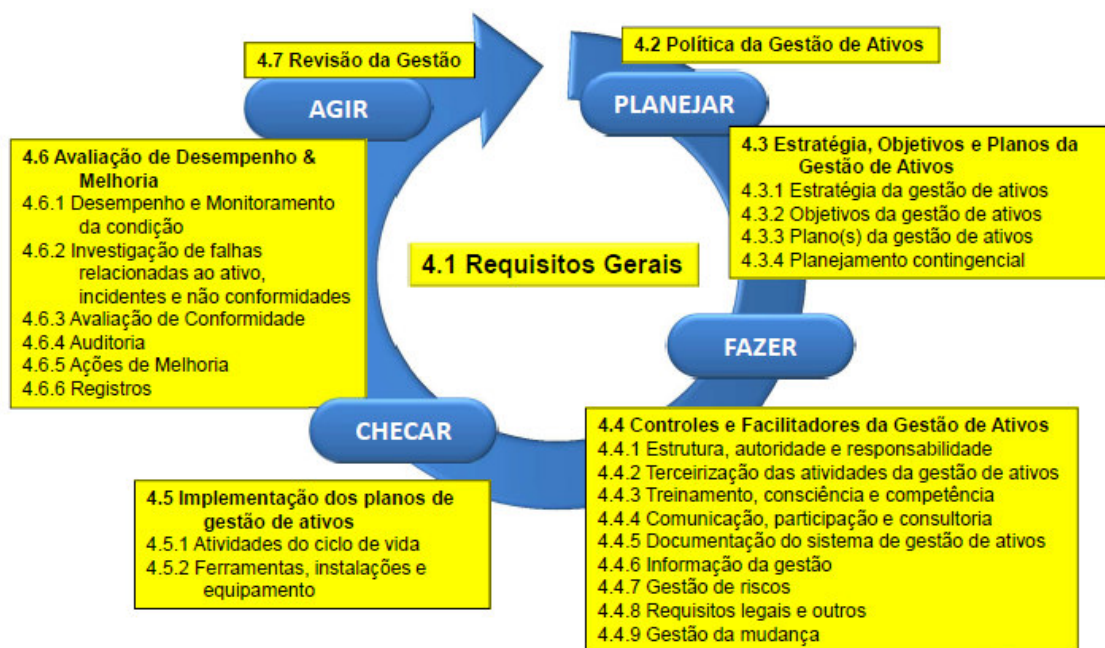 4.7 Revisão da Gestão
4.2 Política da Gestão de Ativos
AGIR
PLANEJAR
4.6 Avaliação de Desempenho &
Melhoria
4.6.1 Desempenho e Monitoramento
da condição
4.6.2 Investigação de falhas
relacionadas ao ativo,
incidentes e não conformidades
4.6.3 Avaliação de Conformidade
4.6.4 Auditoria
4.6.5 Ações de Melhoria
4.6.6 Registros
4.3 Estratégia, Objetivos e Planos da
Gestão de Ativos
4.3.1 Estratégia da gestão de ativos
4.3.2 Objetivos da gestão de ativos
4.3.3 Plano(s) da gestão de ativos
4.3.4 Planejamento contingencial
4.1 Requisitos Gerais
FAZER
CHECAR
4.4 Controles e Facilitadores da Gestão de Ativos
4.4.1 Estrutura, autoridade e responsabilidade
4.4.2 Terceirização das atividades da gestão de ativos
4.4.3 Treinamento, consciência e competência
4.4.4 Comunicação, participação e consultoria
4.4.5 Documentação do sistema de gestão de ativos
4.4.6 Informação da gestão
4.4.7 Gestão de riscos
4.4.8 Requisitos legais e outros
4.4.9 Gestão da mudança
4.5 Implementação dos planos de
gestão de ativos
4.5.1 Atividades do ciclo de vida
4.5.2 Ferramentas, instalações e
equipamento